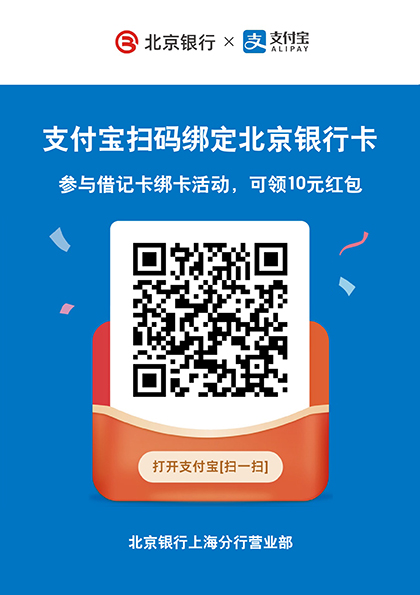 北京银行 × 支 支付宝
ALIPAY
支付宝扫码绑定北京银行卡
参与借记卡绑卡活动，可领10元红包
打开支付宝[扫一扫]
北京银行上海分行营业部